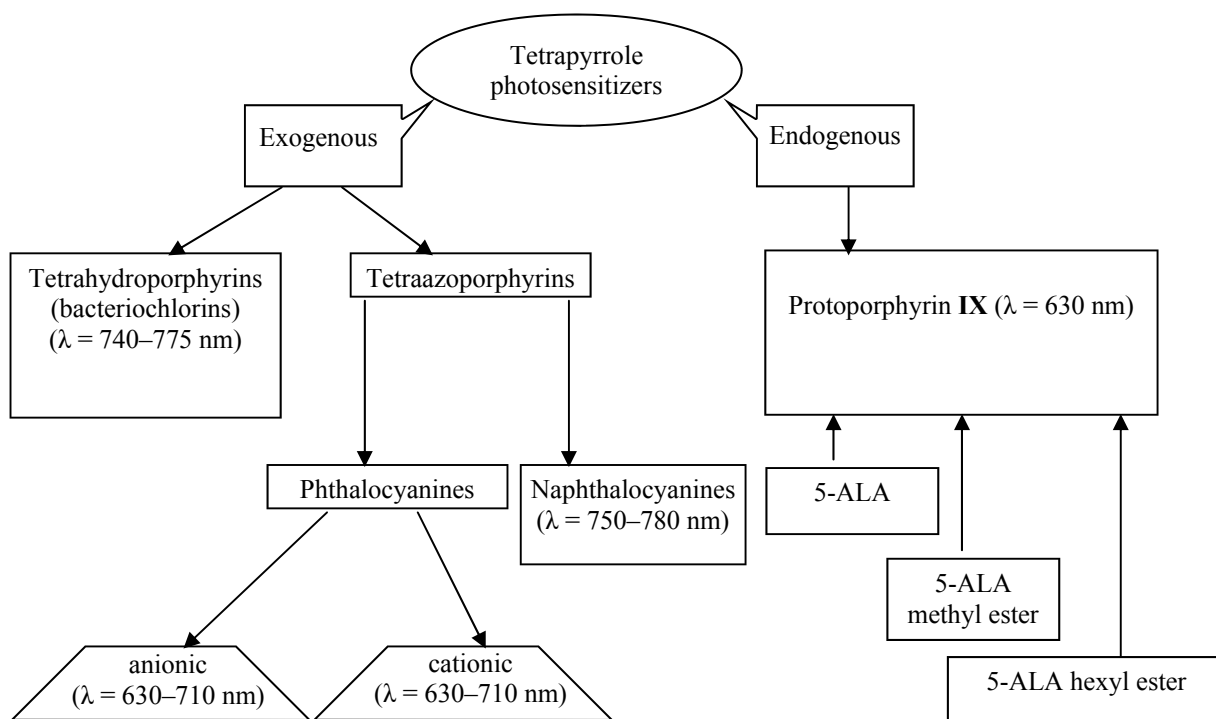 Tetrapyrrole
photosensitizers
Exogenous
Endogenous
Tetrahydroporphyrins
(bacteriochlorins)
(λ = 740–775 nm)
Tetraazoporphyrins
Protoporphyrin IX (λ = 630 nm)
Phthalocyanines
Naphthalocyanines
(λ = 750–780 nm)
5-ALA
5-ALA
methyl ester
anionic
(λ = 630–710 nm)
cationic
(λ = 630–710 nm)
5-ALA hexyl ester